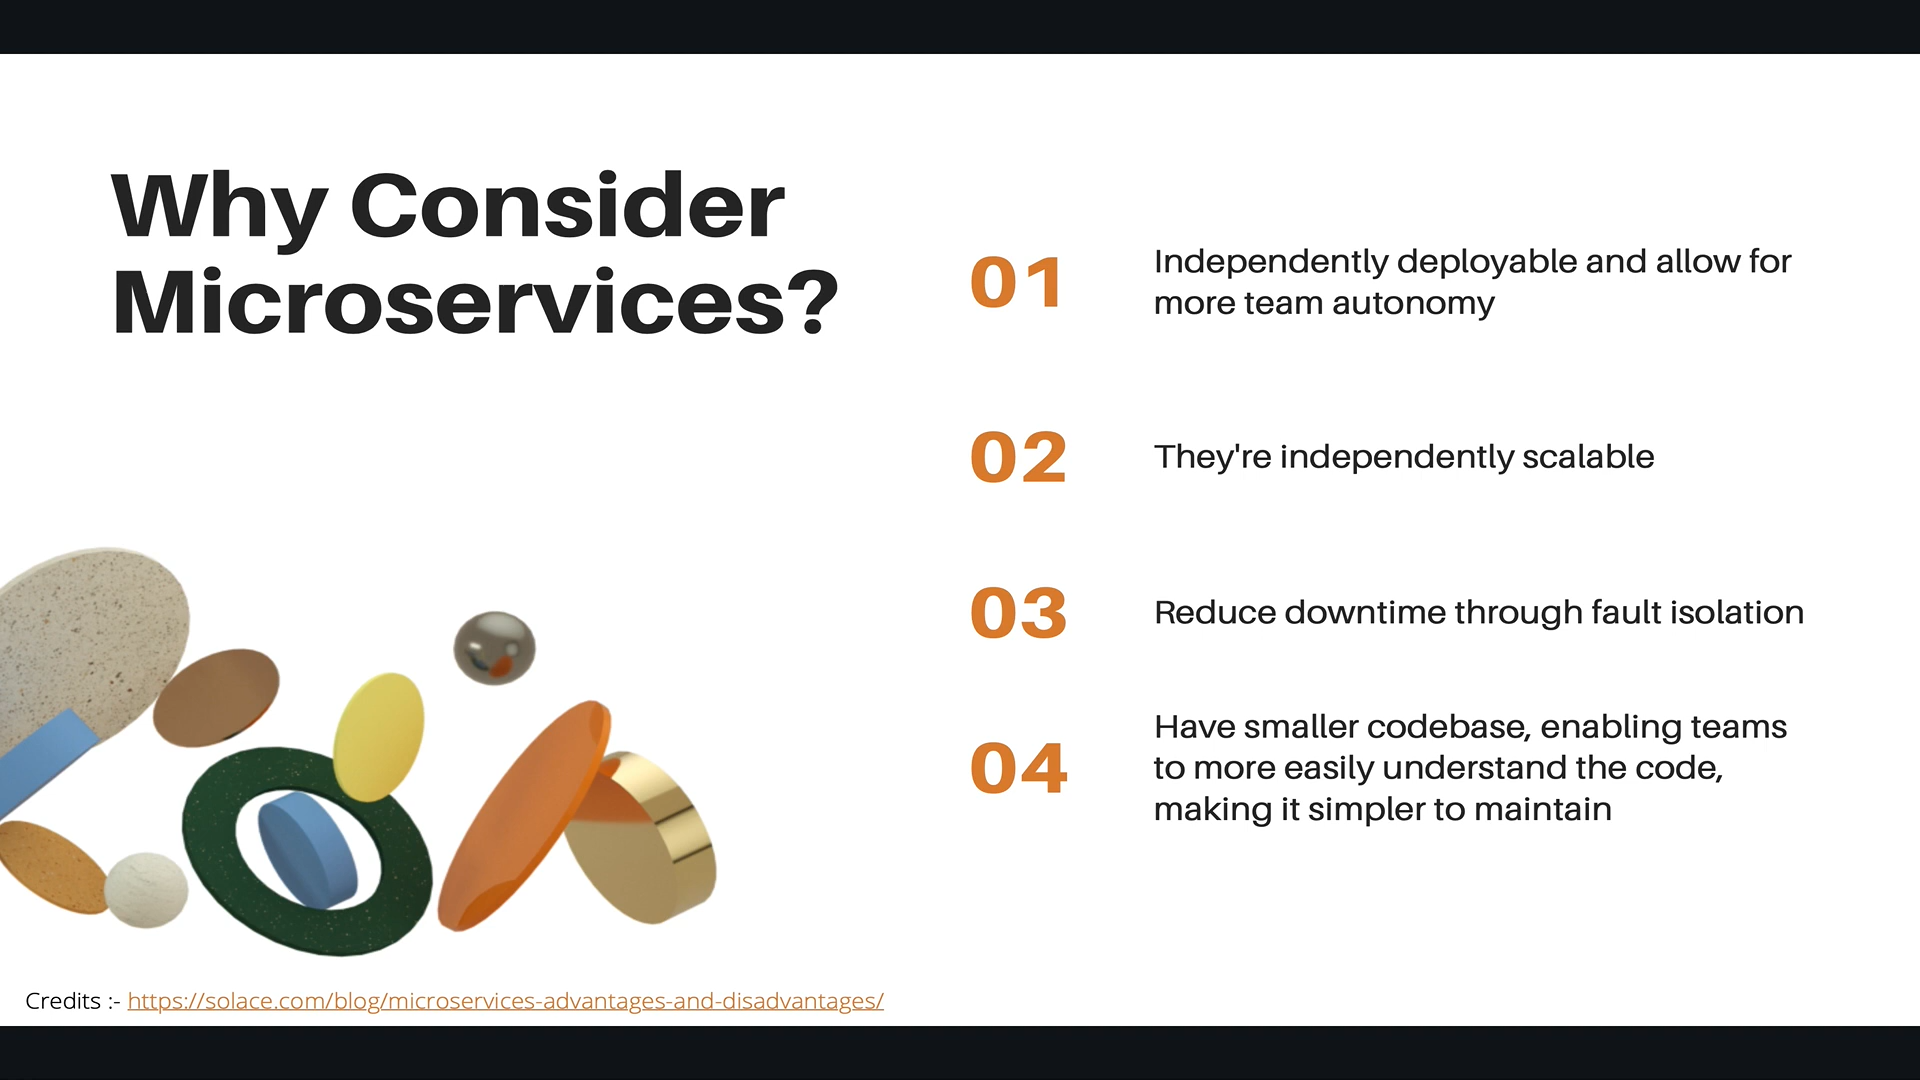 Why Consider
Microservices?
01
Independently deployable and allow for
more team autonomy
02
They're independently scalable
03
Reduce downtime through fault isolation
04
Have smaller codebase, enabling teams
to more easily understand the code,
making it simpler to maintain
Credits :- https://solace.com/blog/microservices-advantages-and-disadvantages/